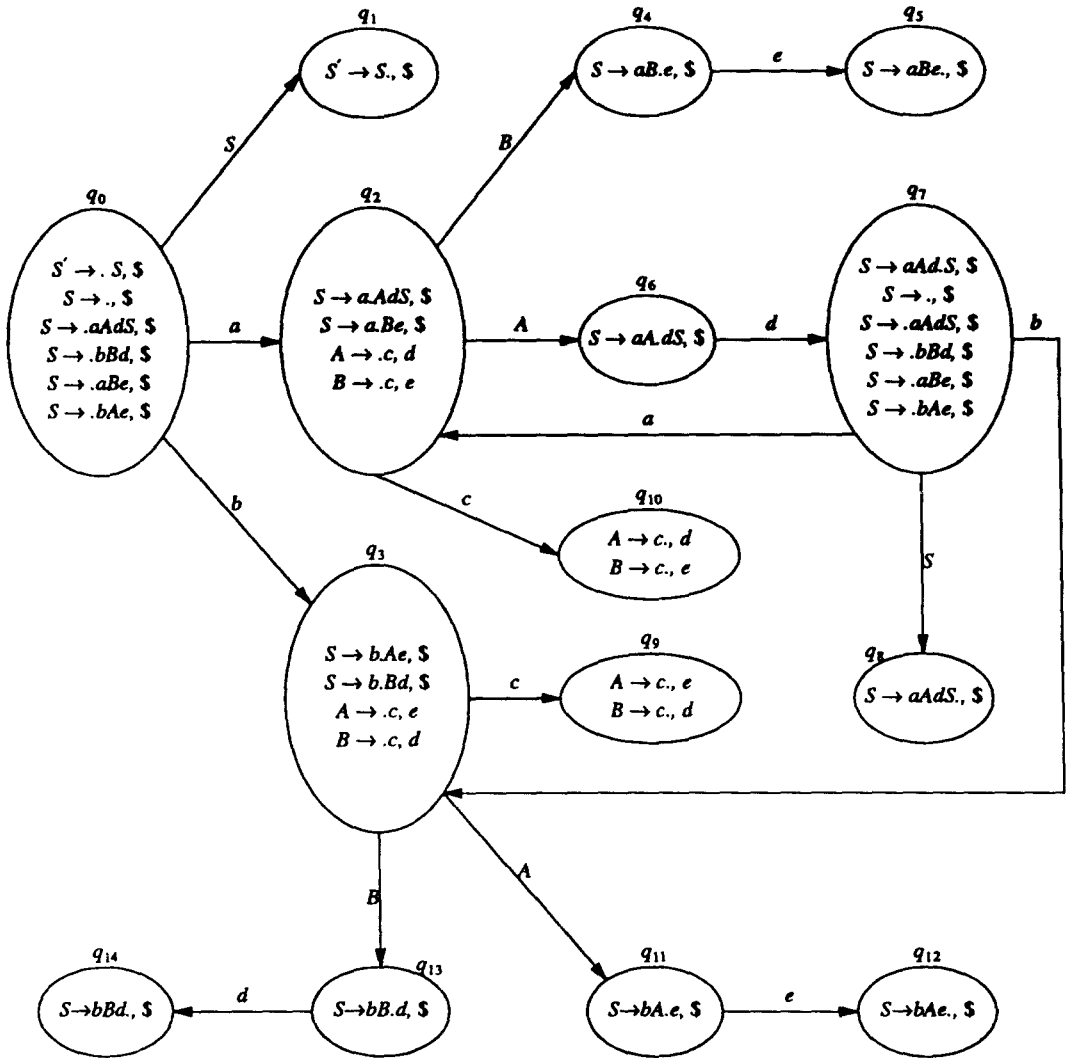 q₁
S′ → S., $
q₄
S → aB.e, $
e
q₅
S → aBe., $
S
B
q₀
S′ → . S, $
S → ., $
S → .aAdS, $
S → .bBd, $
S → .aBe, $
S → .bAe, $
a
q₂
S → a.AdS, $
S → a.Be, $
A → .c, d
B → .c, e
A
q₆
S → aA.dS, $
d
q₇
S → aAd.S, $
S → ., $
S → .aAdS, $
S → .bBd, $
S → .aBe, $
S → .bAe, $
b
a
b
c
q₁₀
A → c., d
B → c., e
S
q₃
S → b.Ae, $
S → b.Bd, $
A → .c, e
B → .c, d
c
q₉
A → c., e
B → c., d
q₈
S → aAdS., $
B
A
q₁₄
S→bBd., $
d
q₁₃
S→bB.d, $
q₁₁
S→bA.e, $
e
q₁₂
S→bAe., $